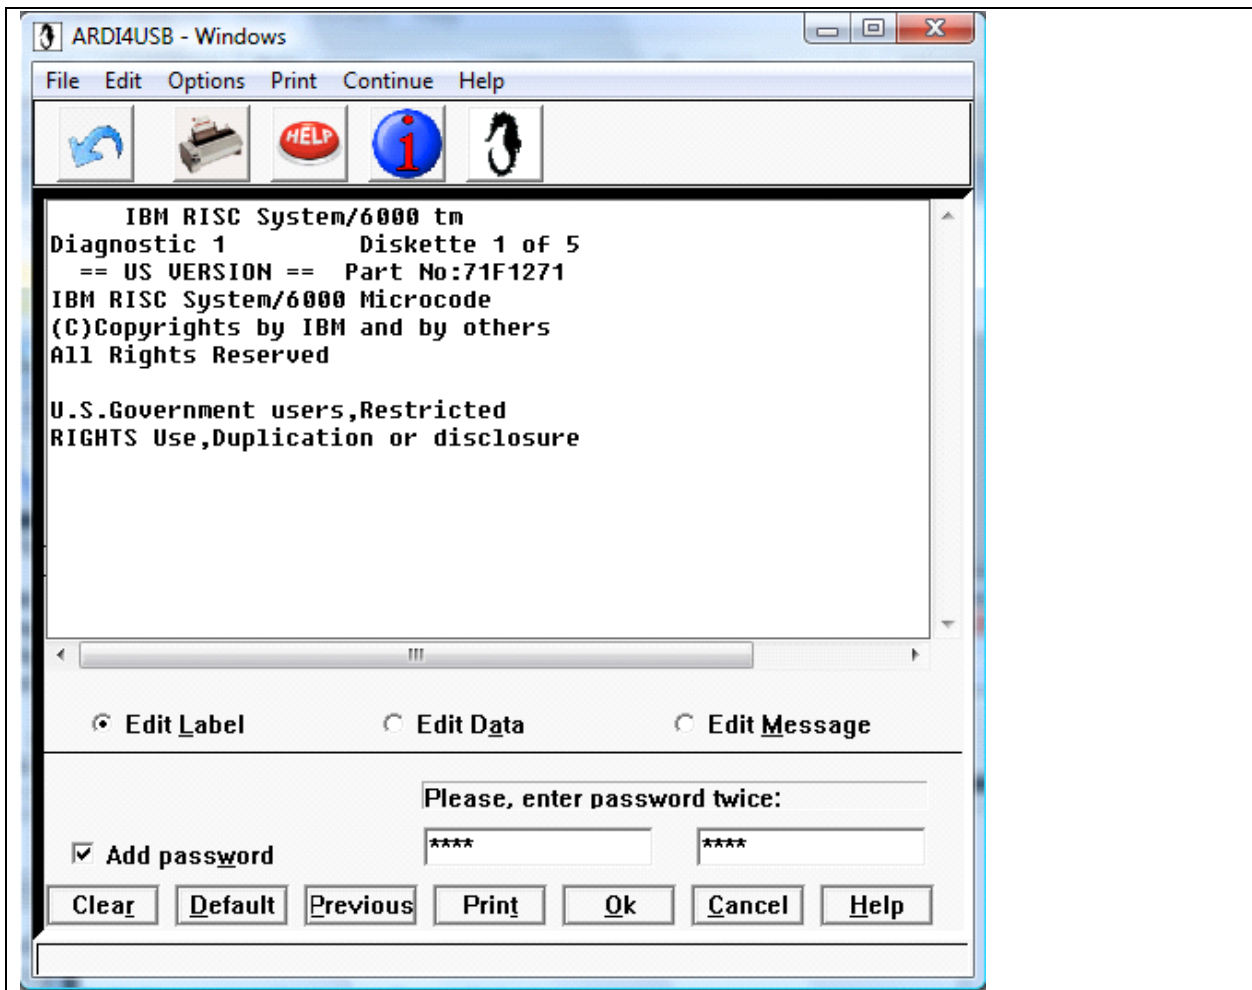 ARDI4USB - Windows
File Edit Options Print Continue Help
HELP
i
IBM RISC System/6000 tm
Diagnostic 1 Diskette 1 of 5
== US VERSION == Part No:71F1271
IBM RISC System/6000 Microcode
(C)Copyrights by IBM and by others
All Rights Reserved
U.S.Government users,Restricted
RIGHTS Use,Duplication or disclosure
Edit Label Edit Data Edit Message
Please, enter password twice:
Add password **** ****
Clear Default Previous Print Ok Cancel Help